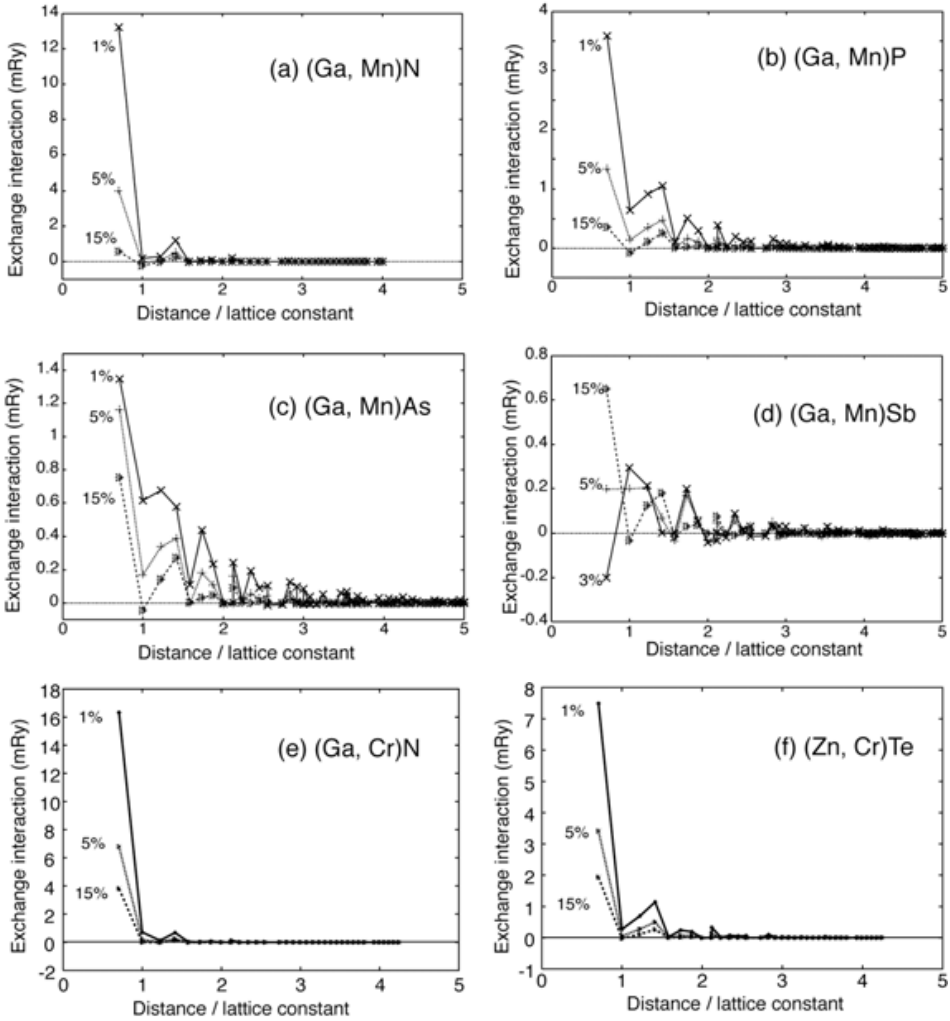 14
12
10
8
6
4
2
0
Exchange interaction (mRy)
1%
5%
15%
(a) (Ga, Mn)N
0 1 2 3 4 5
Distance / lattice constant
4
3
2
1
0
Exchange interaction (mRy)
1%
5%
15%
(b) (Ga, Mn)P
0 1 2 3 4 5
Distance / lattice constant
1.4
1.2
1
0.8
0.6
0.4
0.2
0
Exchange interaction (mRy)
1%
5%
15%
(c) (Ga, Mn)As
0 1 2 3 4 5
Distance / lattice constant
0.8
0.6
0.4
0.2
0
-0.2
-0.4
Exchange interaction (mRy)
15%
5%
3%
(d) (Ga, Mn)Sb
0 1 2 3 4 5
Distance / lattice constant
18
16
14
12
10
8
6
4
2
0
-2
Exchange interaction (mRy)
1%
5%
15%
(e) (Ga, Cr)N
0 1 2 3 4 5
Distance / lattice constant
8
7
6
5
4
3
2
1
0
-1
Exchange interaction (mRy)
1%
5%
15%
(f) (Zn, Cr)Te
0 1 2 3 4 5
Distance / lattice constant